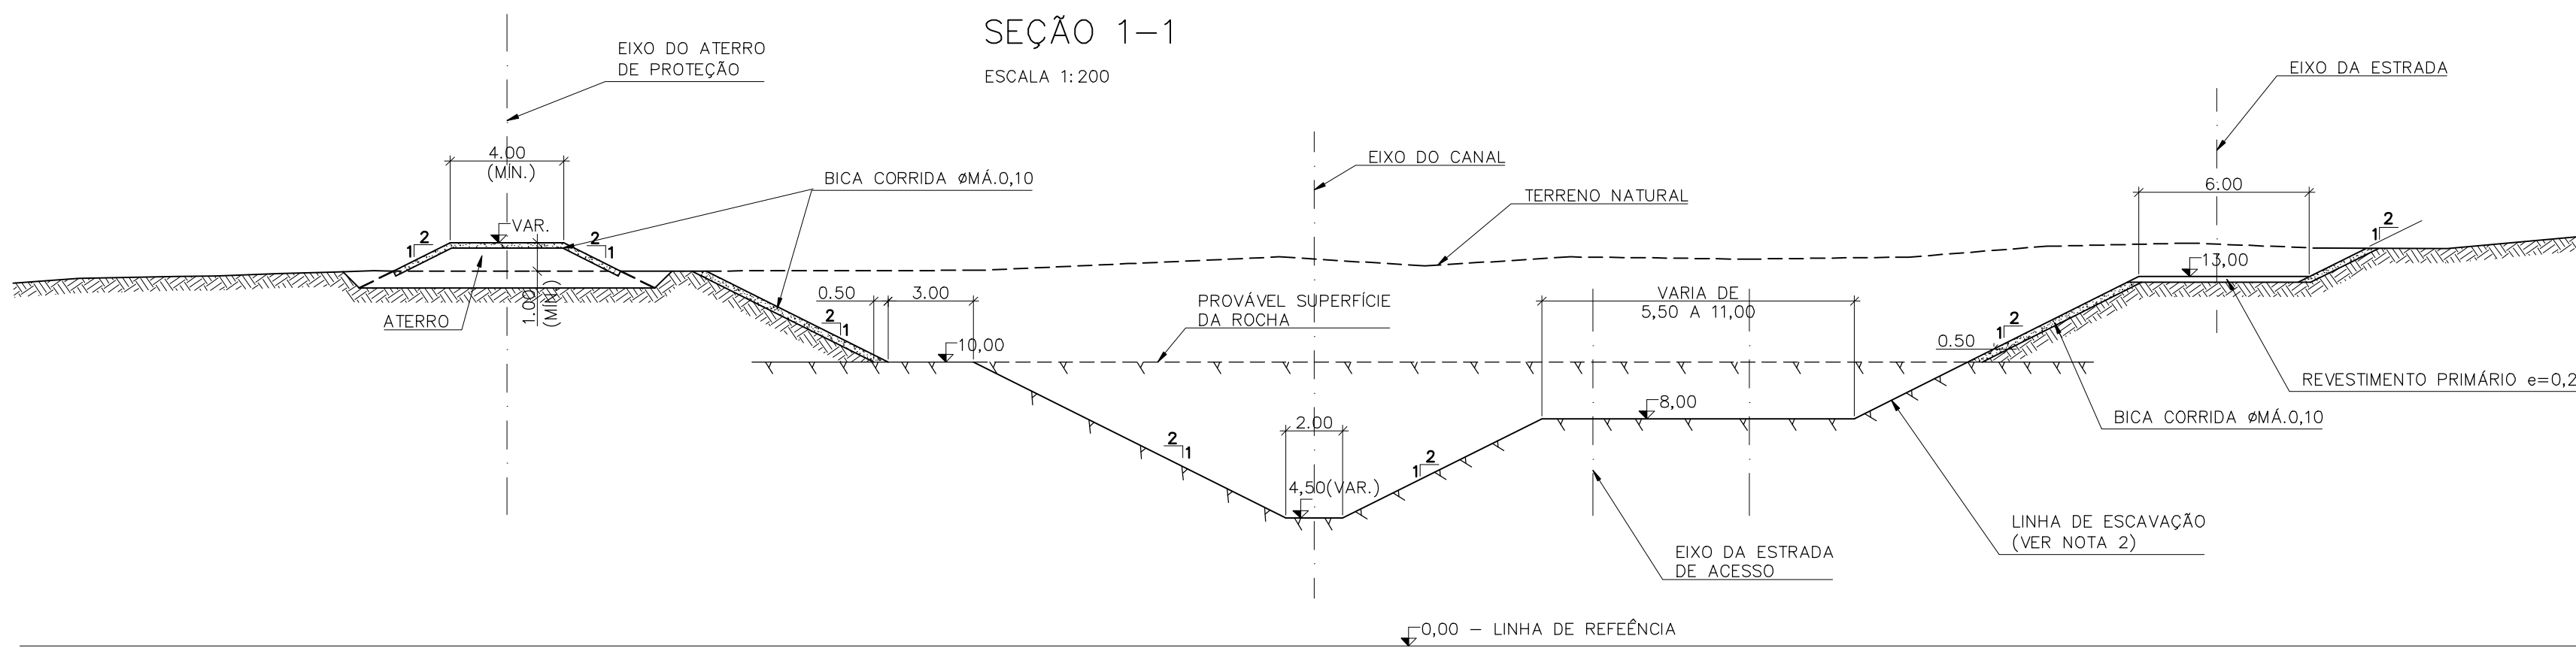 SEÇÃO 1-1
ESCALA 1:200
EIXO DO ATERRO
DE PROTEÇÃO
EIXO DA ESTRADA
4.00
(MÍN.)
BICA CORRIDA ØMÁ.0,10
EIXO DO CANAL
TERRENO NATURAL
6.00
VAR.
2
1
2
1
2
1
13,00
ATERRO
1.00
(MÍN.)
0.50
3.00
2
1
10,00
PROVÁVEL SUPERFÍCIE
DA ROCHA
VARIA DE
5,50 A 11,00
0.50
2
1
8,00
REVESTIMENTO PRIMÁRIO e=0,2
BICA CORRIDA ØMÁ.0,10
2.00
2
1
2
1
4,50(VAR.)
LINHA DE ESCAVAÇÃO
(VER NOTA 2)
EIXO DA ESTRADA
DE ACESSO
0,00 - LINHA DE REFEÊNCIA